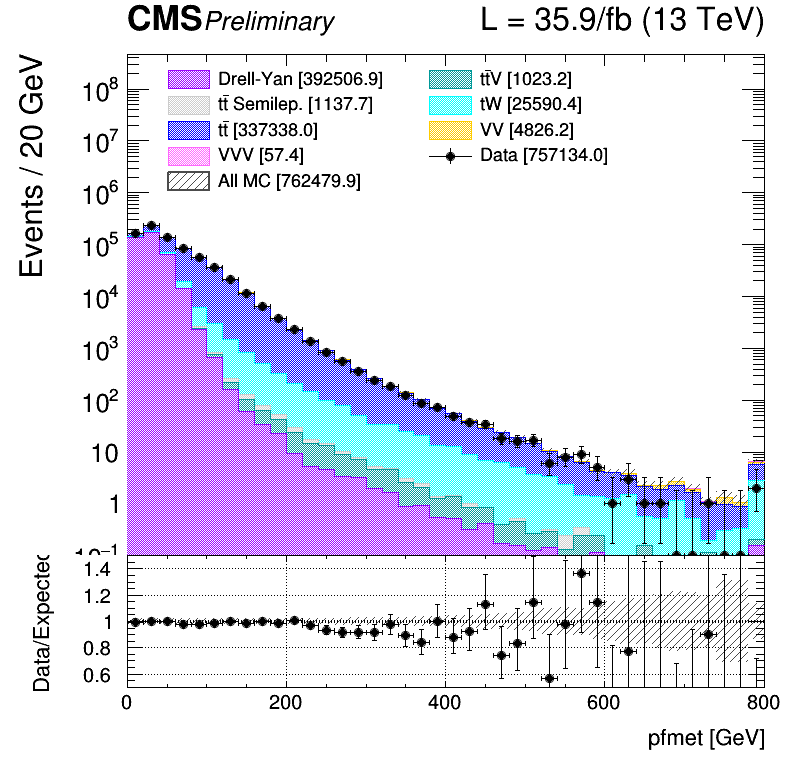 CMS Preliminary L = 35.9/fb (13 TeV)
Events / 20 GeV
Drell-Yan [392506.9]
tt̄ Semilep. [1137.7]
tt̄ [337338.0]
VVV [57.4]
All MC [762479.9]
tt̄V [1023.2]
tW [25590.4]
VV [4826.2]
Data [757134.0]
10⁸
10⁷
10⁶
10⁵
10⁴
10³
10²
10
1
10⁻¹
Data/Expected
1.4
1.2
1
0.8
0.6
0 200 400 600 800
pfmet [GeV]